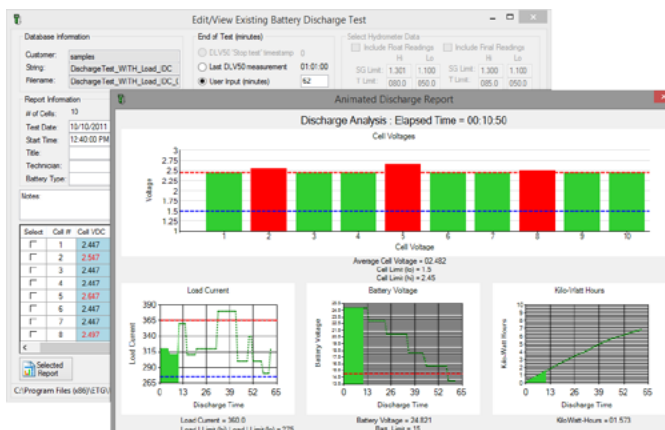 Edit/View Existing Battery Discharge Test
Database information
Customer: samples
String: DischargeTest_WITH_Load_IDC
Filename: DischargeTest_WITH_Load_IDC_
End of Test (minutes)
DLV50 'Stop test' timestamp 0
Last DLV50 measurement 01:01:00
User Input (minutes) 62
Select Hydrometer Data
Include Float Readings Include Final Readings
Hi Lo Hi Lo
SG Limit: 1.301 1.100 SG Limit: 1.300 1.100
T Limit: 080.0 050.0 T Limit: 085.0 050.0
Report Information
# of Cells: 10
Test Date: 10/10/2011
Start Time: 12:40:00 PM
Title:
Technician:
Battery Type:
Notes
Select Cell # Cell VDC
1 2.447
2 2.547
3 2.447
4 2.447
5 2.647
6 2.447
7 2.447
8 2.497
Selected
Report
C:\Program Files (x86)\ETG\
Animated Discharge Report
Discharge Analysis : Elapsed Time = 00:10:50
Cell Voltages
Voltage
3
2.75
2.5
2.25
2
1.75
1.5
1.25
1
1 2 3 4 5 6 7 8 9 10
Cell Voltage
Average Cell Voltage = 02.482
Cell Limit (lo) = 1.5
Cell Limit (hi) = 2.45
Load Current
Load Current
390
365
340
315
290
265
0 13 26 39 52 65
Discharge Time
Load Current = 360.0
Battery Voltage
Battery Voltage
0 13 26 39 52 65
Discharge Time
Battery Voltage = 24.821
Kilo-Watt Hours
Kilo-Watt Hours
10
9
8
7
6
5
4
3
2
1
0
0 13 26 39 52 65
Discharge Time
KiloWatt-Hours = 01.573